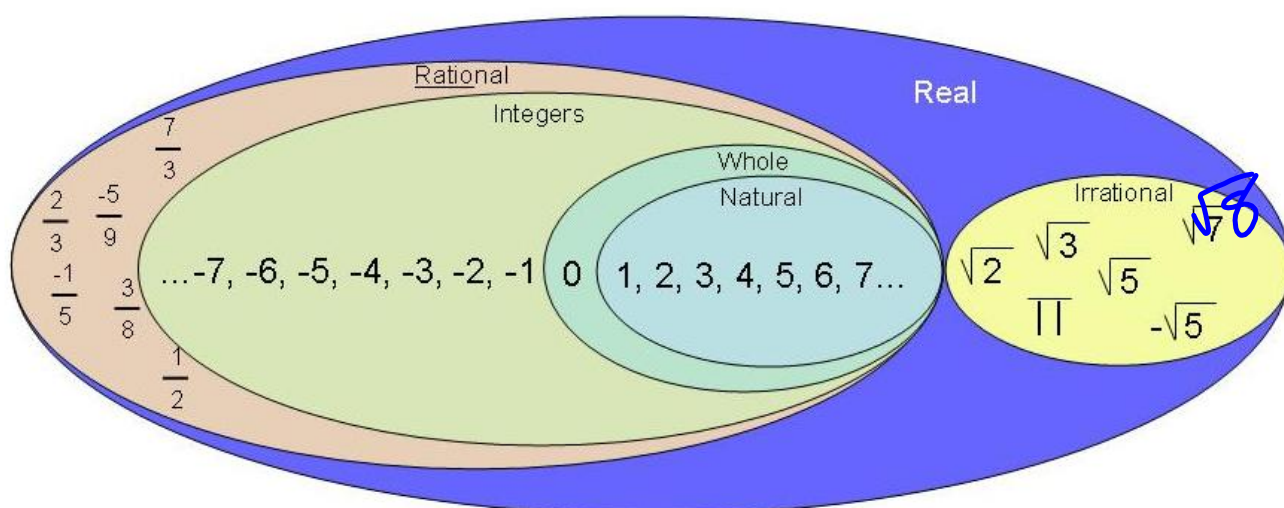 Real
Rational
Integers
Whole
Natural
Irrational
7/3
2/3
-5/9
-1/5
3/8
1/2
...-7, -6, -5, -4, -3, -2, -1
0
1, 2, 3, 4, 5, 6, 7...
√2
√3
√7
√8
√5
π
-√5